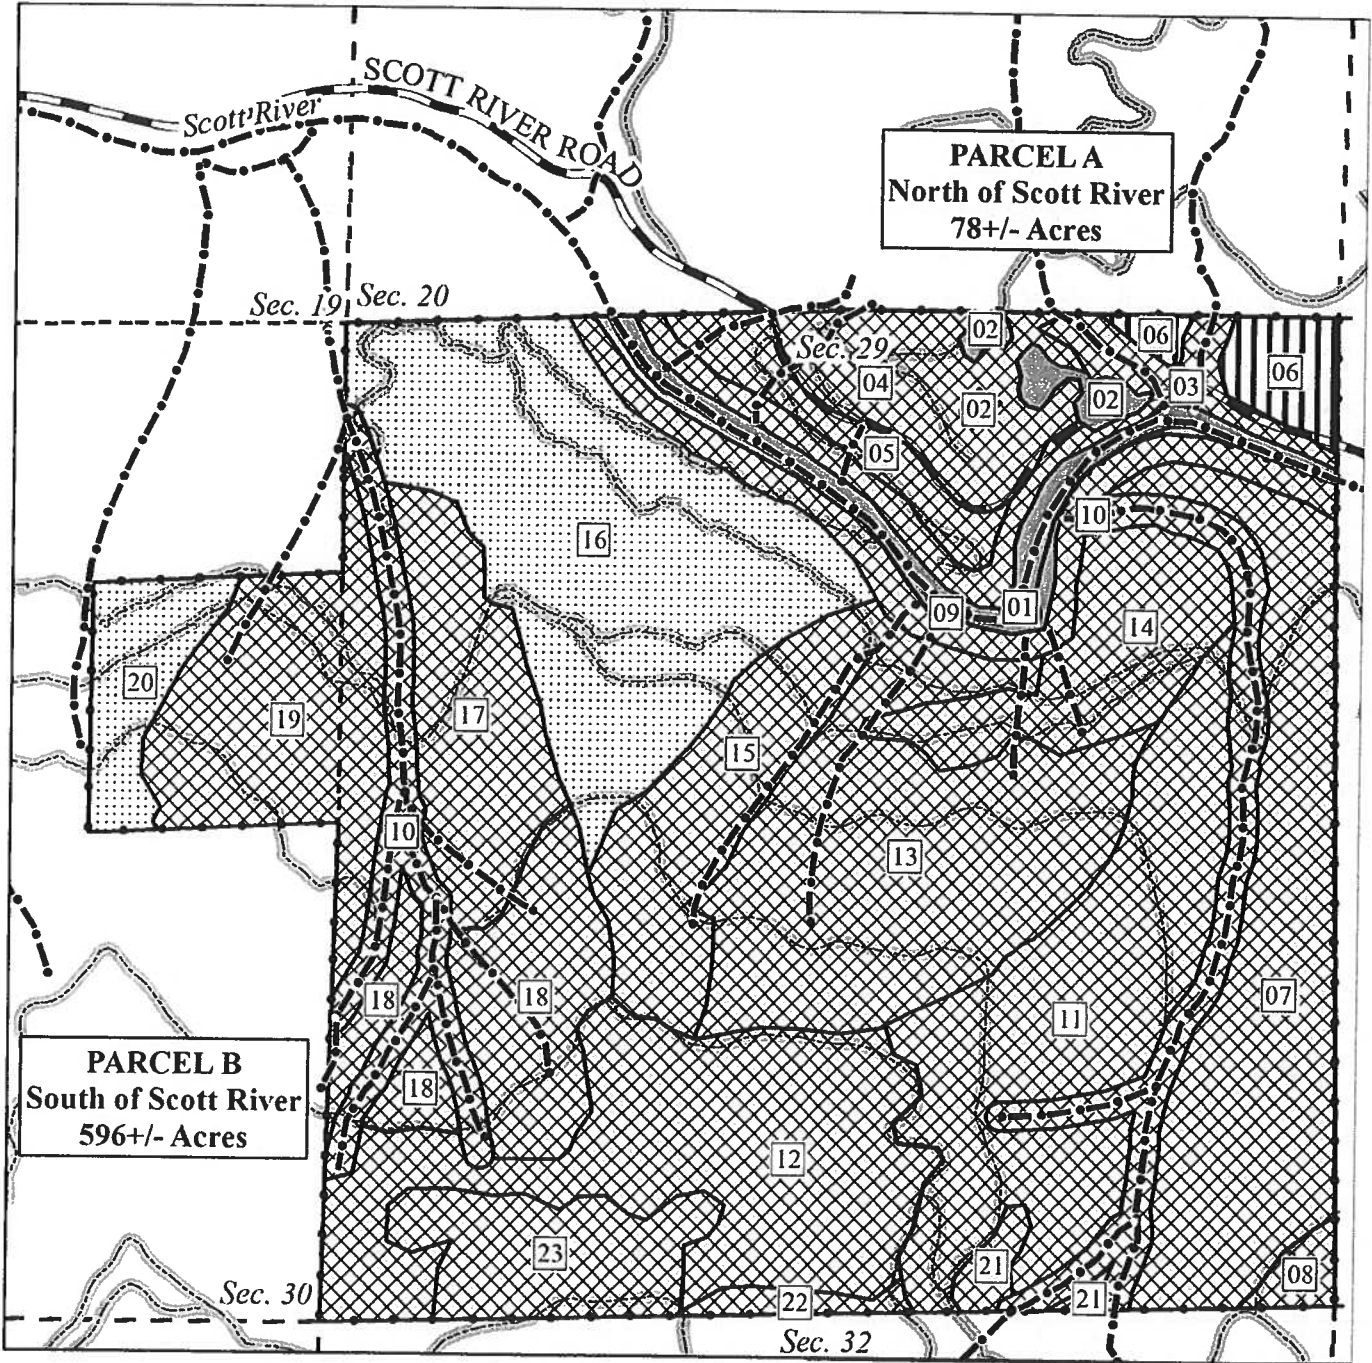 SCOTT RIVER ROAD
Scott River
PARCEL A
North of Scott River
78+/- Acres
Sec. 19
Sec. 20
02
06
Sec. 29
04
02
02
03
06
05
16
10
09
01
14
20
19
17
15
10
13
18
18
11
07
PARCEL B
South of Scott River
596+/- Acres
18
12
23
21
08
Sec. 30
22
21
Sec. 32